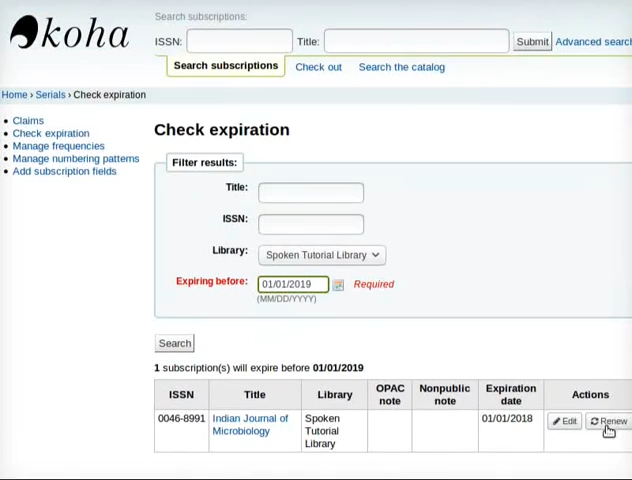 Search subscriptions:
koha
ISSN: Title: Submit Advanced search
Search subscriptions Check out Search the catalog
Home › Serials › Check expiration
Claims
Check expiration
Manage frequencies
Manage numbering patterns
Add subscription fields
Check expiration
Filter results:
Title:
ISSN:
Library: Spoken Tutorial Library
Expiring before: 01/01/2019 Required
(MM/DD/YYYY)
Search
1 subscription(s) will expire before 01/01/2019
ISSN Title Library OPAC note Nonpublic note Expiration date Actions
0046-8991 Indian Journal of Microbiology Spoken Tutorial Library 01/01/2018 Edit Renew